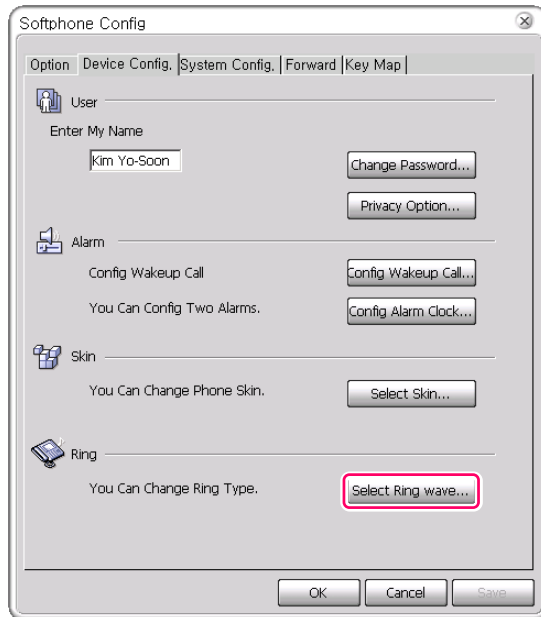 Softphone Config
Option Device Config. System Config. Forward Key Map
User
Enter My Name
Kim Yo-Soon
Change Password...
Privacy Option...
Alarm
Config Wakeup Call
Config Wakeup Call...
You Can Config Two Alarms.
Config Alarm Clock...
Skin
You Can Change Phone Skin.
Select Skin...
Ring
You Can Change Ring Type.
Select Ring wave...
OK Cancel Save